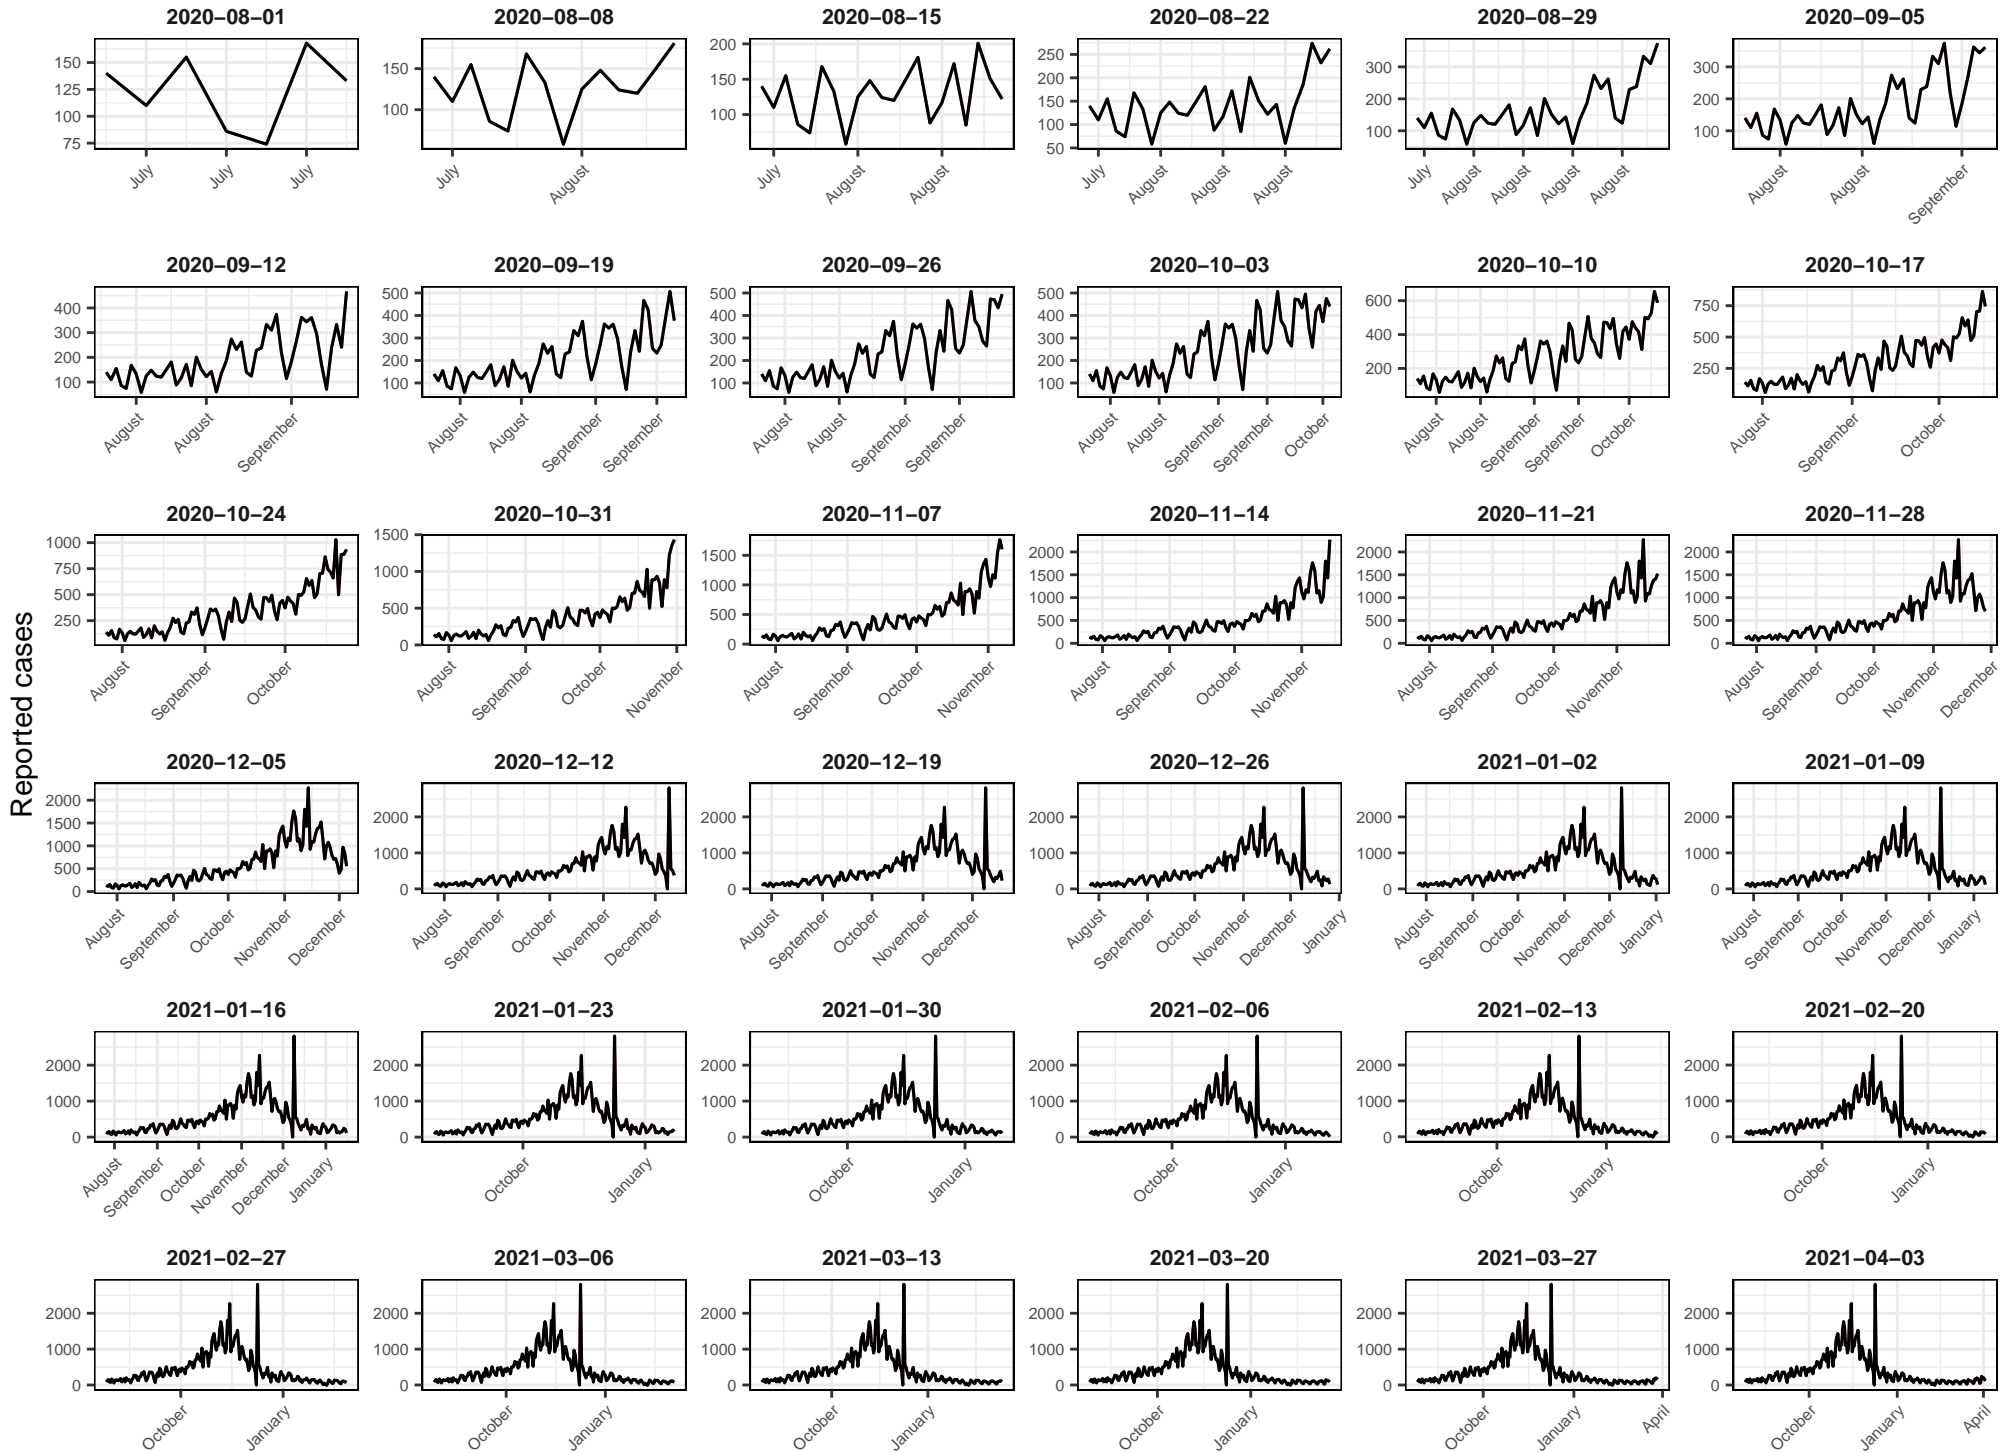 2020−08−01 2020−08−08 2020−08−15 2020−08−22 2020−08−29 2020−09−05
150 125 100 75 150 100 200 150 100 250 200 150 100 50 300 200 100 300 200 100
July July July July August July August August July August August August July August August August August August August September
2020−09−12 2020−09−19 2020−09−26 2020−10−03 2020−10−10 2020−10−17
400 300 200 100 500 400 300 200 100 500 400 300 200 100 500 400 300 200 100 600 400 200 750 500 250
August August September August August September September August August September September August August September September October August August September September October August September October
2020−10−24 2020−10−31 2020−11−07 2020−11−14 2020−11−21 2020−11−28
1000 750 500 250 1500 1000 500 0 1500 1000 500 0 2000 1500 1000 500 0 2000 1500 1000 500 0 2000 1500 1000 500 0
August September October August September October November August September October November August September October November August September October November August September October November December
Reported cases
2020−12−05 2020−12−12 2020−12−19 2020−12−26 2021−01−02 2021−01−09
2000 1500 1000 500 0 2000 1000 0 2000 1000 0 2000 1000 0 2000 1000 0 2000 1000 0
August September October November December August September October November December August September October November December August September October November December January August September October November December January August September October November December January
2021−01−16 2021−01−23 2021−01−30 2021−02−06 2021−02−13 2021−02−20
2000 1000 0 2000 1000 0 2000 1000 0 2000 1000 0 2000 1000 0 2000 1000 0
August September October November December January October January October January October January October January October January
2021−02−27 2021−03−06 2021−03−13 2021−03−20 2021−03−27 2021−04−03
2000 1000 0 2000 1000 0 2000 1000 0 2000 1000 0 2000 1000 0 2000 1000 0
October January October January October January October January October January April October January April